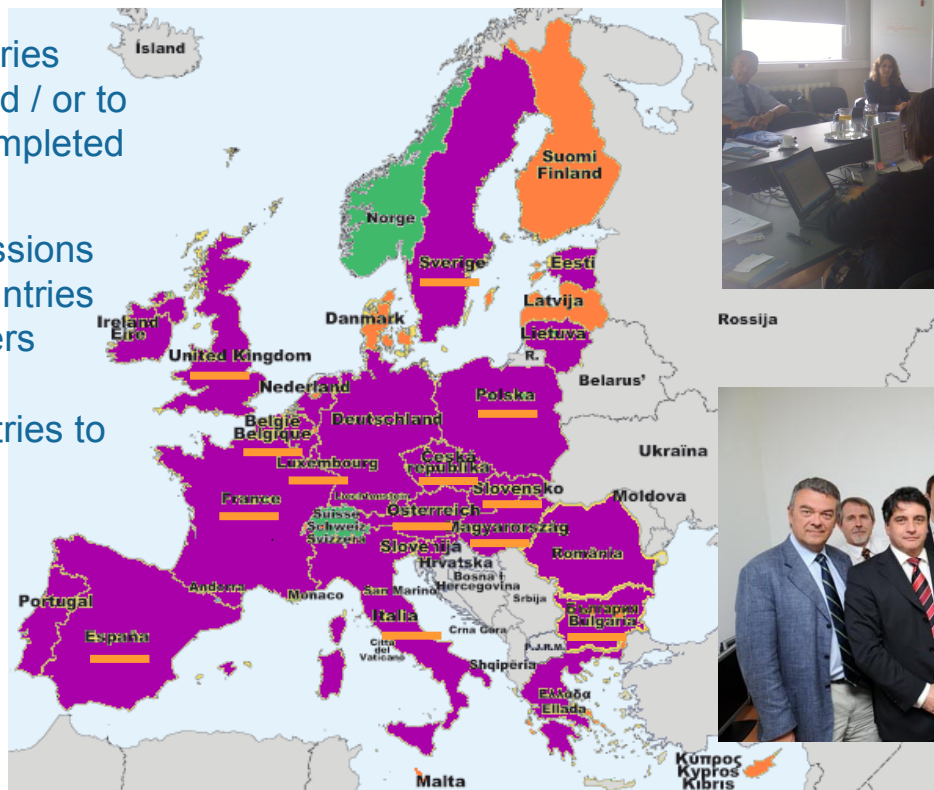 ries
d / or to
mpleted
ssions
untries
ers
tries to
Ísland
Suomi
Finland
Norge
Sverige
Eesti
Latvija
Danmark
Lietuva
Rossija
Ireland
Éire
R.
United Kingdom
Belarus'
Nederland
Polska
Deutschland
België
Belgique
Ukraïna
Luxembourg
Česká
republika
Slovensko
Moldova
France
Liechtenstein
Österreich
Suisse
Schweiz
Svizzera
Magyarország
Slovenija
România
Hrvatska
Bosna i
Hercegovina
Andorra
Monaco
San Marino
Srbija
Portugal
България
Bulgaria
Italia
España
Crna Gora
Città
del
Vaticano
F.J.R.M.
Shqipëria
Ελλάδα
Ellada
Κύπρος
Kypros
Kıbrıs
Malta